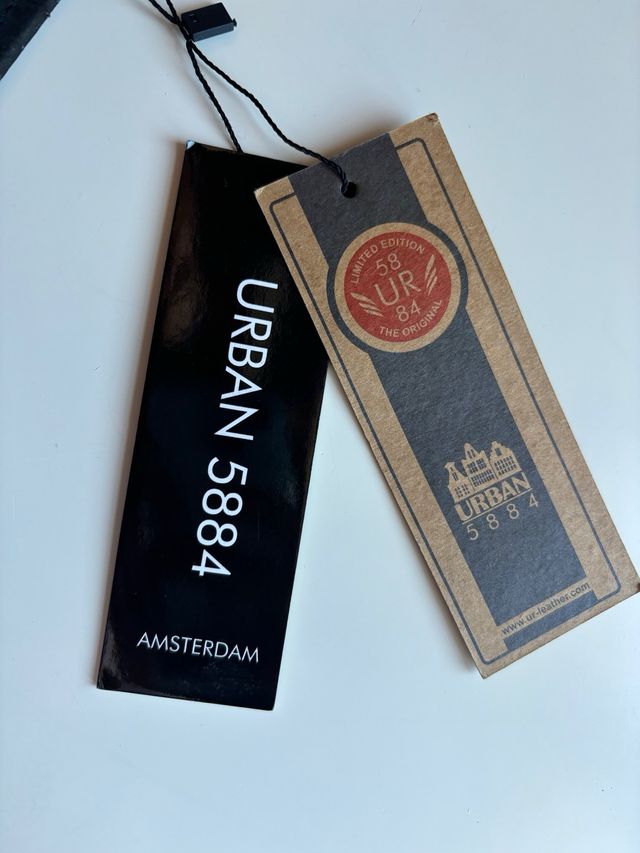 URBAN 5884
AMSTERDAM
LIMITED EDITION
58
UR
84
THE ORIGINAL
URBAN
5884
www.ur-leather.com